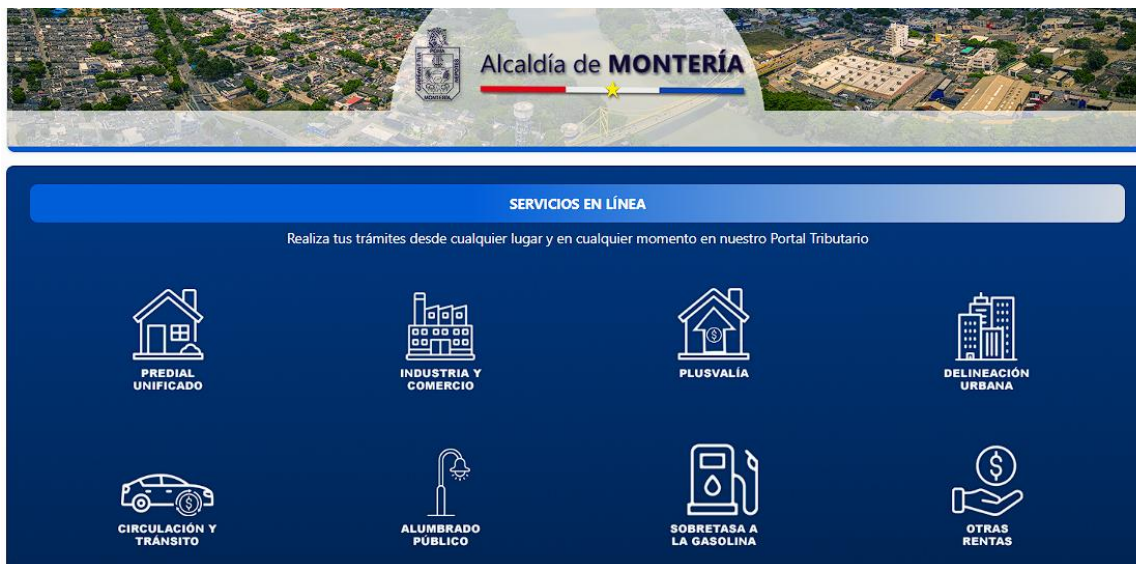 Alcaldía de MONTERÍA
MONTERÍA
SERVICIOS EN LÍNEA
Realiza tus trámites desde cualquier lugar y en cualquier momento en nuestro Portal Tributario
PREDIAL
UNIFICADO
INDUSTRIA Y
COMERCIO
PLUSVALÍA
DELINEACIÓN
URBANA
CIRCULACIÓN Y
TRÁNSITO
ALUMBRADO
PÚBLICO
SOBRETASA A
LA GASOLINA
OTRAS
RENTAS